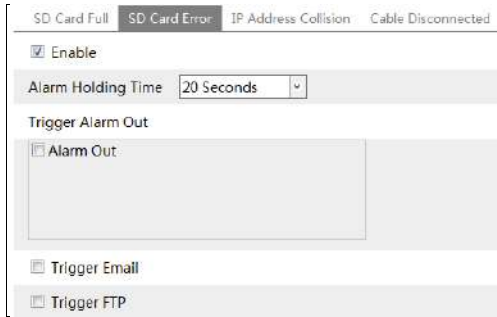 SD Card Full SD Card Error IP Address Collision Cable Disconnected
Enable
Alarm Holding Time 20 Seconds
Trigger Alarm Out
Alarm Out
Trigger Email
Trigger FTP